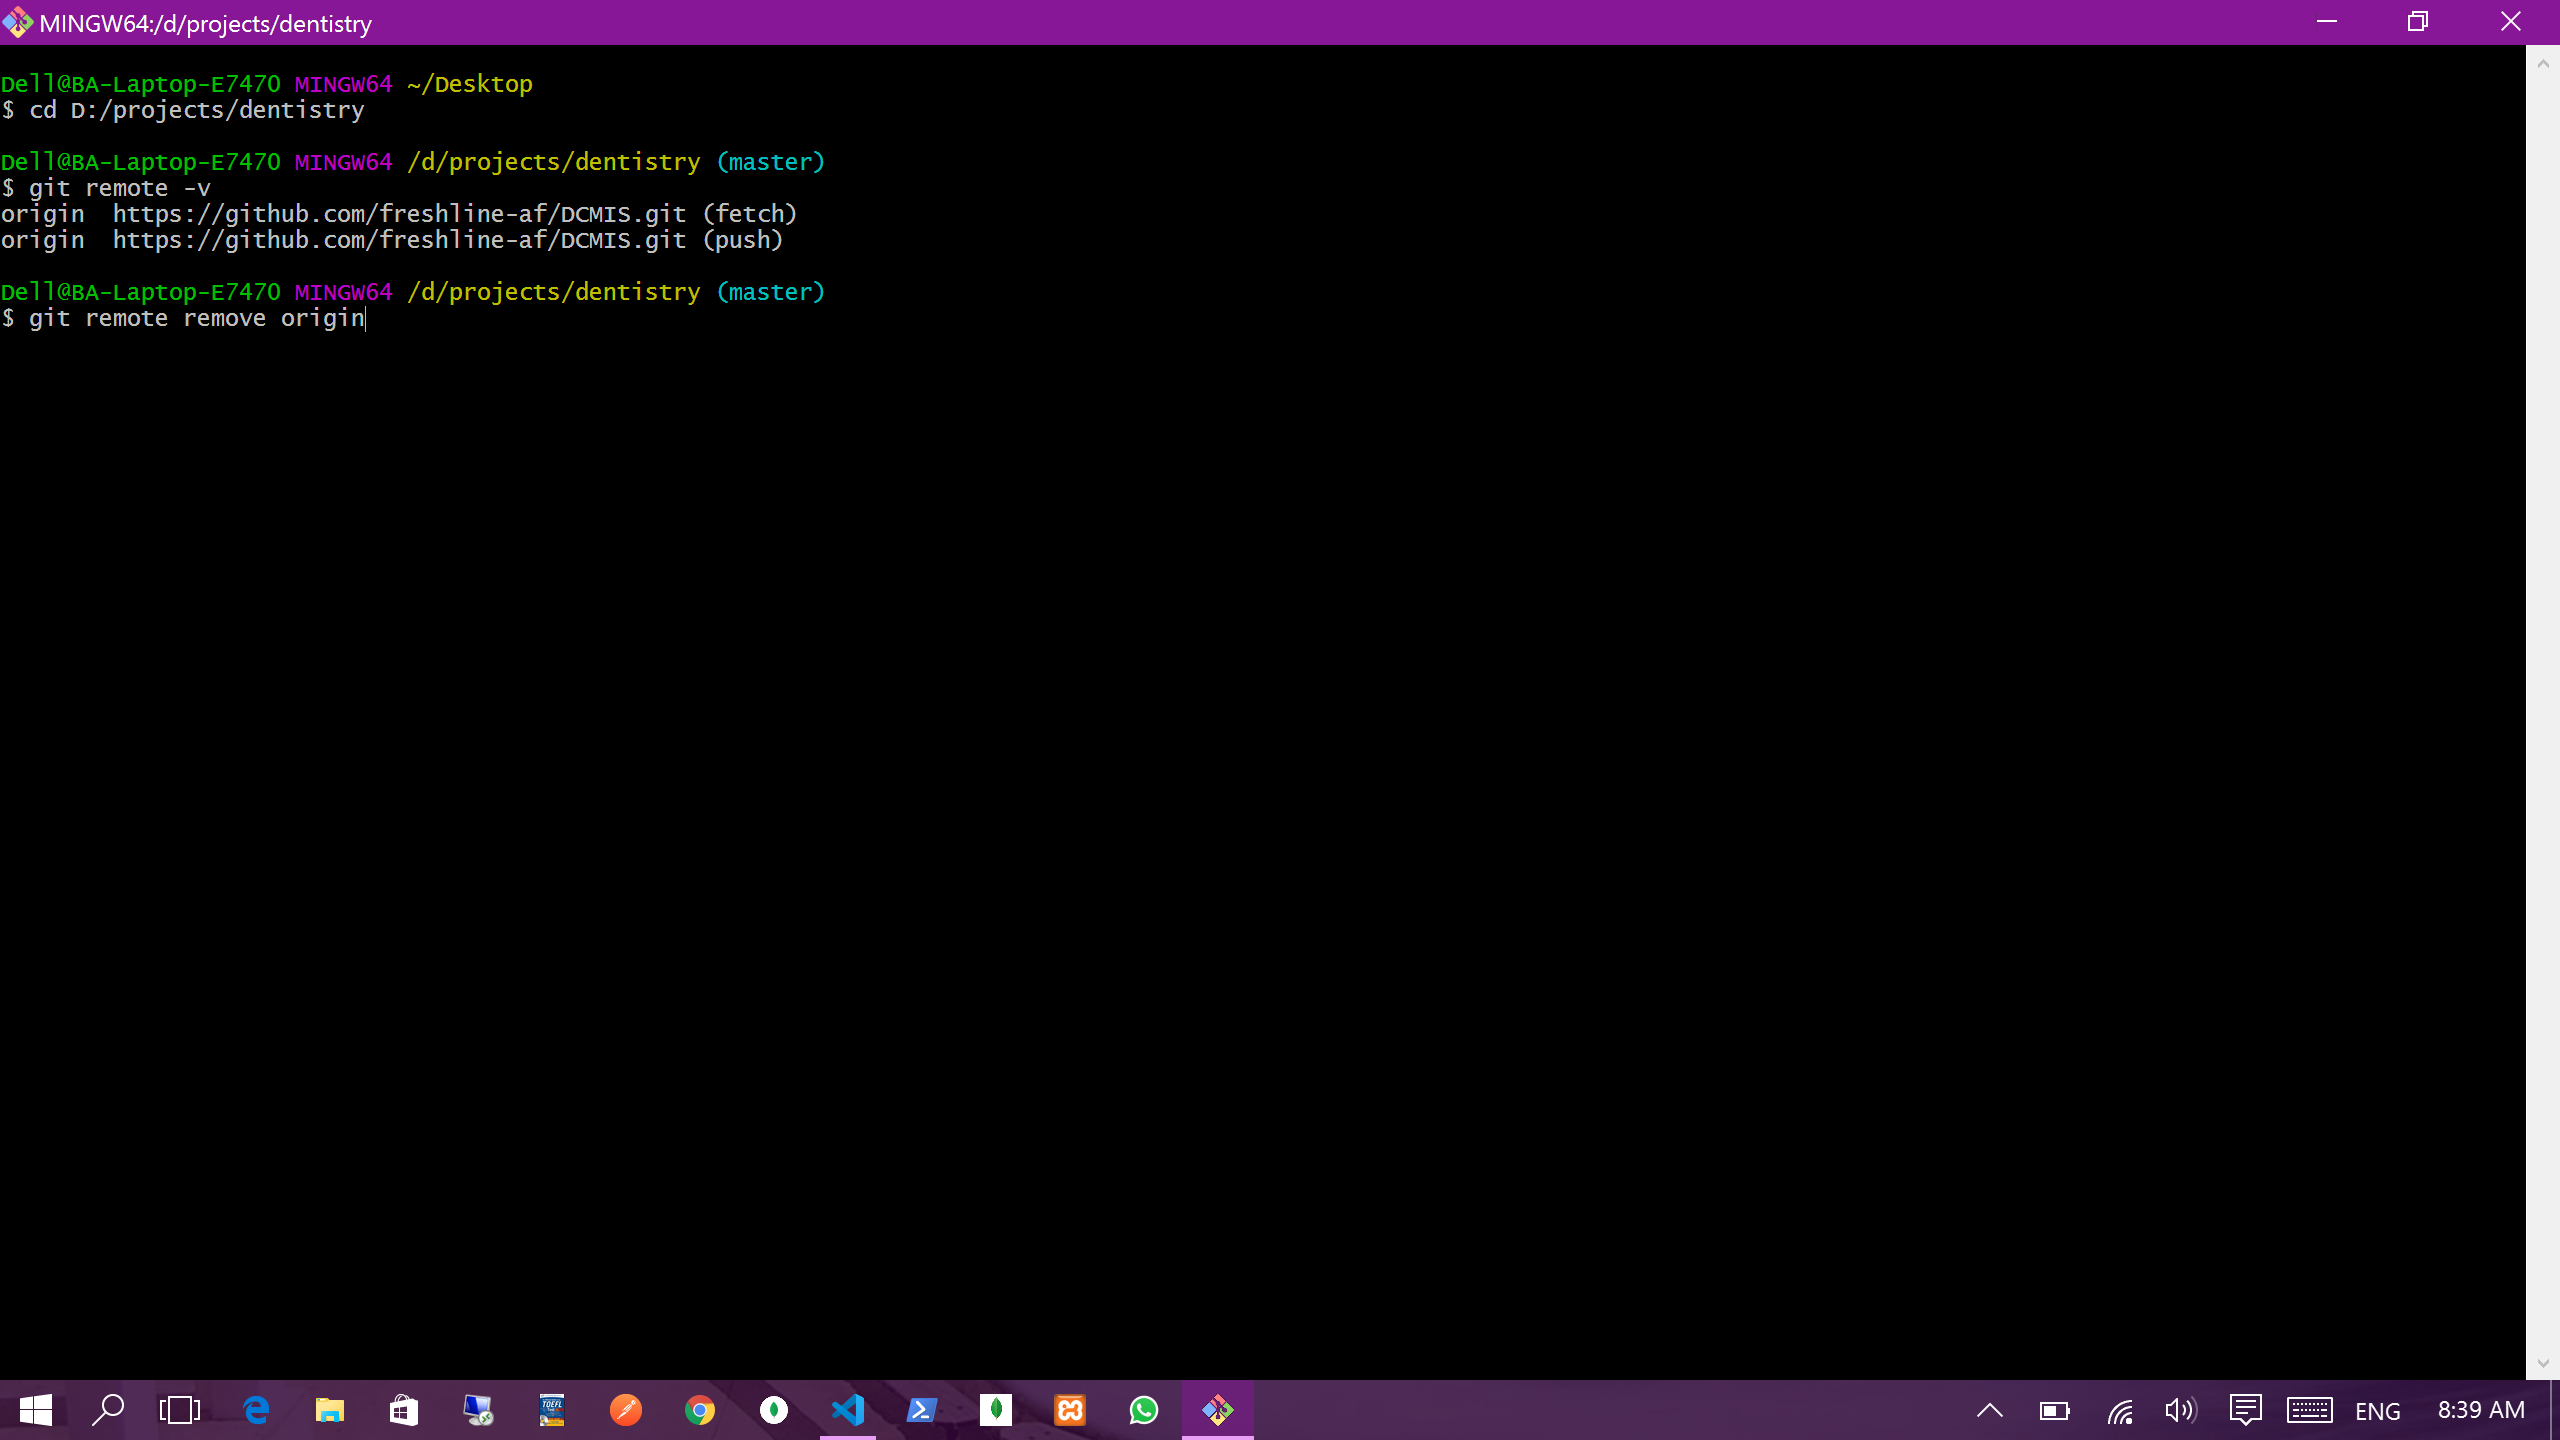 MINGW64:/d/projects/dentistry
Dell@BA-Laptop-E7470 MINGW64 ~/Desktop
$ cd D:/projects/dentistry
Dell@BA-Laptop-E7470 MINGW64 /d/projects/dentistry (master)
$ git remote -v
origin  https://github.com/freshline-af/DCMIS.git (fetch)
origin  https://github.com/freshline-af/DCMIS.git (push)
Dell@BA-Laptop-E7470 MINGW64 /d/projects/dentistry (master)
$ git remote remove origin
TOEFL
ENG
8:39 AM